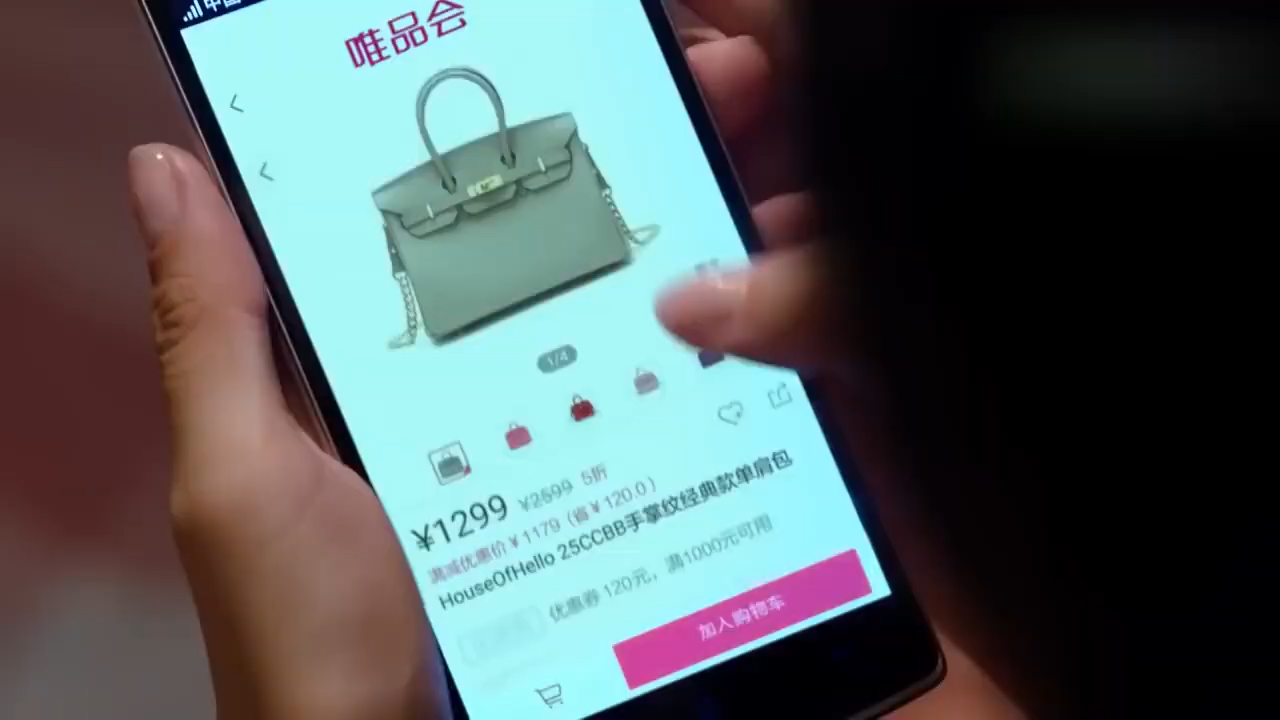 中国
唯品会
1/4
¥1299 ¥2599 5折
满减优惠价¥1179（省¥120.0）
HouseOfHello 25CCBB手掌纹经典款单肩包
优惠券120元，满1000元可用
加入购物车